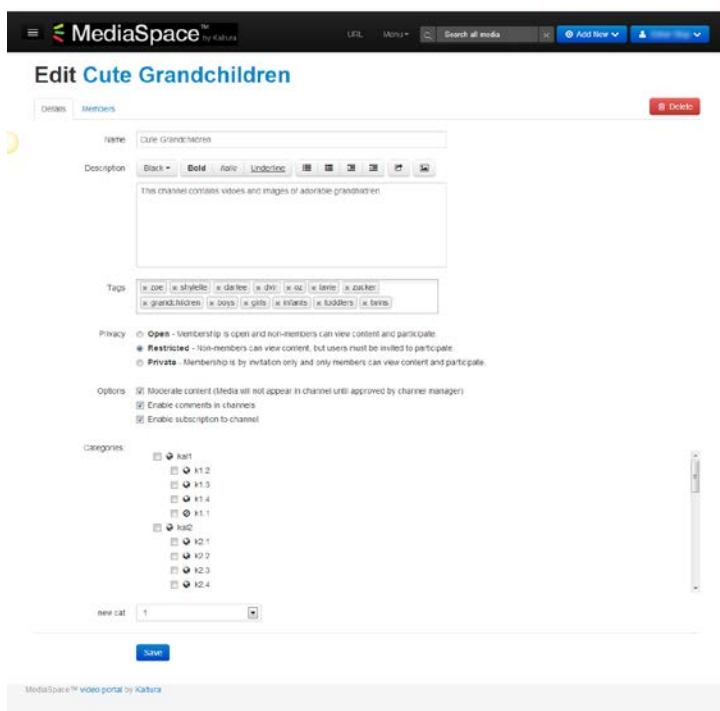 MediaSpace™ by Kaltura URL Menu Search all media Add New
Edit Cute Grandchildren
Details Members Delete
Name Cute Grandchildren
Description Black Bold Italic Underline
This channel contains vidoes and images of adorable grandhidren
Tags zoe shylelle darlee dvir oz lavie zucker
grandchildren boys girls infants toddlers twins
Privacy Open - Membership is open and non-members can view content and participate.
Restricted - Non-members can view content, but users must be invited to participate.
Private - Membership is by invitation only and only members can view content and participate.
Options Moderate content (Media will not appear in channel until approved by channel manager)
Enable comments in channels
Enable subscription to channel
Categories
kat1
k1.2
k1.3
k1.4
k1.1
kat2
k2.1
k2.2
k2.3
k2.4
new cat 1
Save
MediaSpace™ video portal by Kaltura